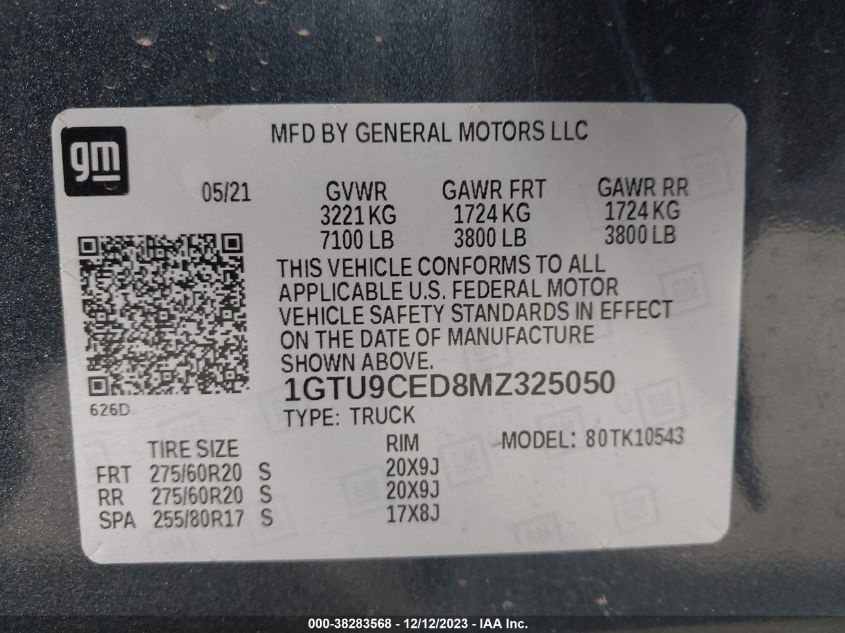 MFD BY GENERAL MOTORS LLC
gm
05/21 GVWR GAWR FRT GAWR RR
3221 KG 1724 KG 1724 KG
7100 LB 3800 LB 3800 LB
THIS VEHICLE CONFORMS TO ALL
APPLICABLE U.S. FEDERAL MOTOR
VEHICLE SAFETY STANDARDS IN EFFECT
ON THE DATE OF MANUFACTURE
SHOWN ABOVE.
1GTU9CED8MZ325050
626D
TYPE: TRUCK
TIRE SIZE RIM MODEL: 80TK10543
FRT 275/60R20 S 20X9J
RR 275/60R20 S 20X9J
SPA 255/80R17 S 17X8J
000-38283568 - 12/12/2023 - IAA Inc.